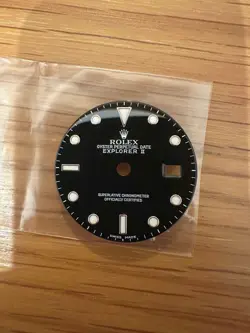 ROLEX
OYSTER PERPETUAL DATE
EXPLORER II
SUPERLATIVE CHRONOMETER
OFFICIALLY CERTIFIED